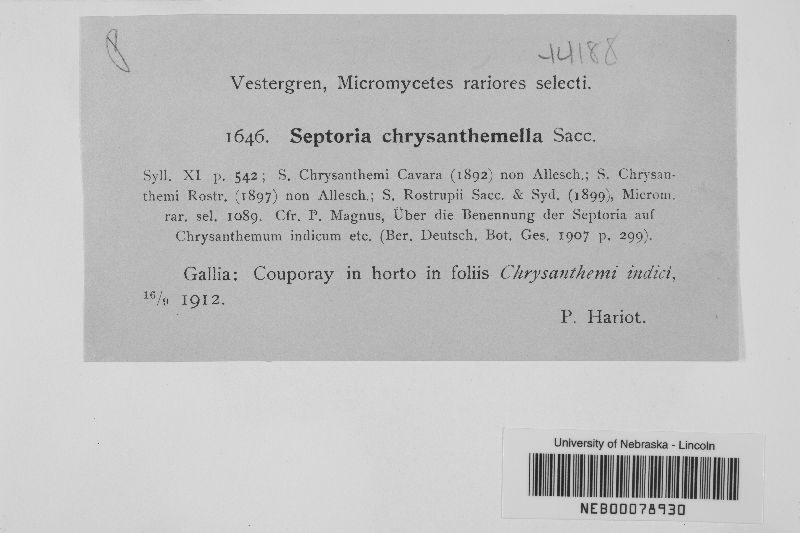 8
14188
Vestergren, Micromycetes rariores selecti.
1646. Septoria chrysanthemella Sacc.
Syll. XI p. 542; S. Chrysanthemi Cavara (1892) non Allesch.; S. Chrysan-
themi Rostr. (1897) non Allesch.; S. Rostrupii Sacc. & Syd. (1899), Microm.
rar. sel. 1089. Cfr. P. Magnus, Über die Benennung der Septoria auf
Chrysanthemum indicum etc. (Ber. Deutsch. Bot. Ges. 1907 p. 299).
Gallia: Couporay in horto in foliis Chrysanthemi indici,
16/9 1912.
P. Hariot.
University of Nebraska - Lincoln
NEB00078930